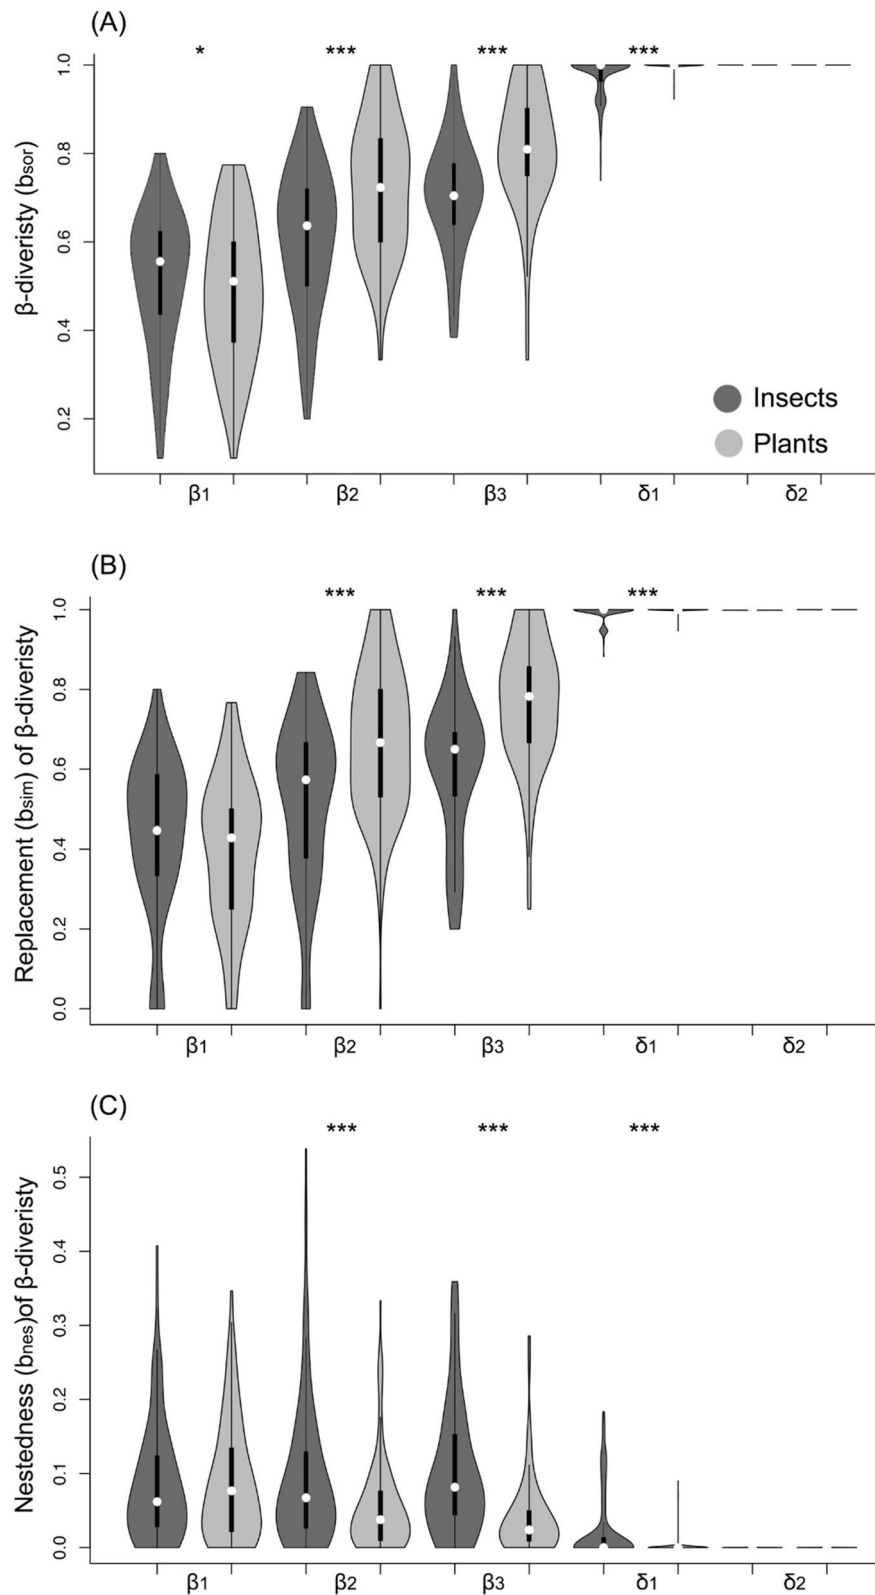 (A)
* *** *** ***
β-diveristy (bsor)
1.0
0.8
0.6
0.4
0.2
Insects
Plants
β1 β2 β3 δ1 δ2
(B)
*** *** ***
Replacement (bsim) of β-diveristy
1.0
0.8
0.6
0.4
0.2
0.0
β1 β2 β3 δ1 δ2
(C)
*** *** ***
Nestedness (bnes)of β-diveristy
0.5
0.4
0.3
0.2
0.1
0.0
β1 β2 β3 δ1 δ2